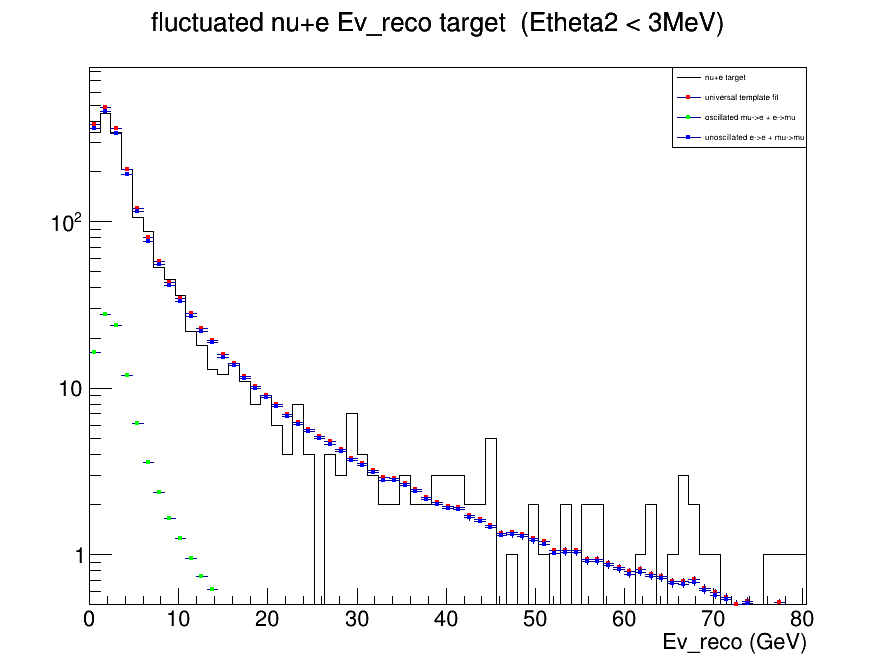 fluctuated nu+e Ev_reco target (Etheta2 < 3MeV)
nu+e target
universal template fit
oscillated mu->e + e->mu
unoscillated e->e + mu->mu
10²
10
1
0 10 20 30 40 50 60 70 80
Ev_reco (GeV)